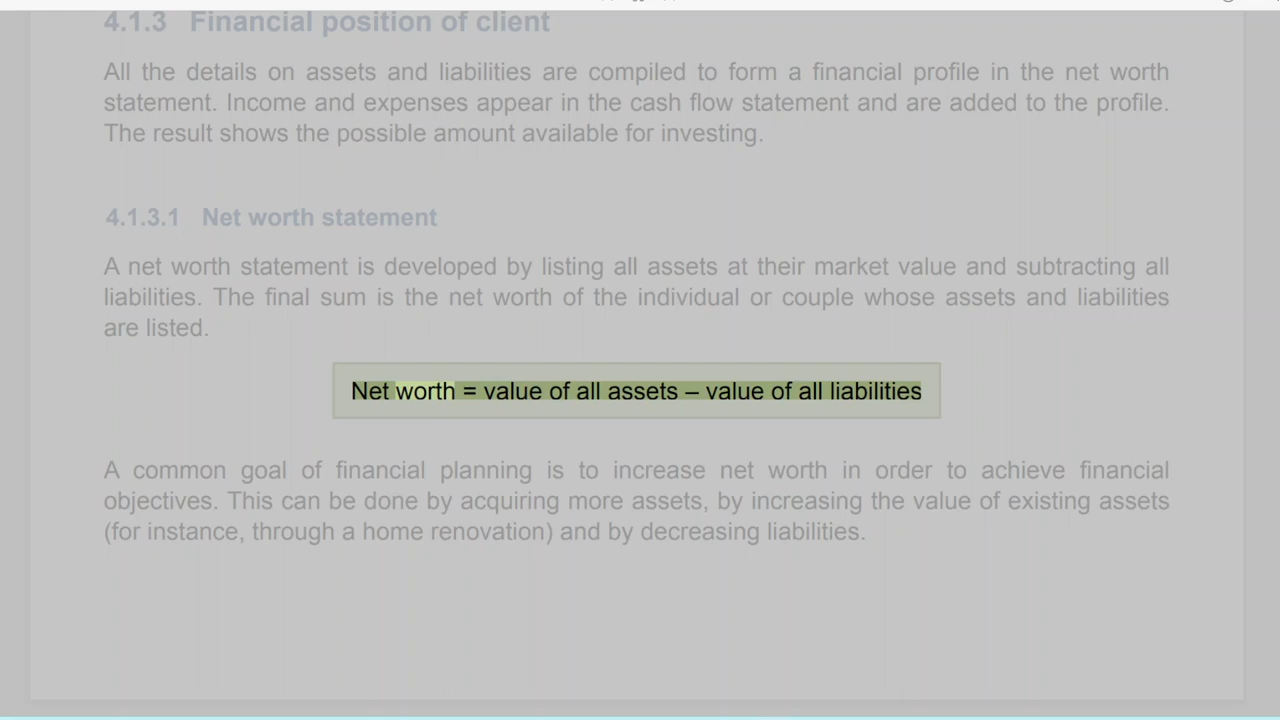 4.1.3 Financial position of client
All the details on assets and liabilities are compiled to form a financial profile in the net worth
statement. Income and expenses appear in the cash flow statement and are added to the profile.
The result shows the possible amount available for investing.
4.1.3.1 Net worth statement
A net worth statement is developed by listing all assets at their market value and subtracting all
liabilities. The final sum is the net worth of the individual or couple whose assets and liabilities
are listed.
Net worth = value of all assets – value of all liabilities
A common goal of financial planning is to increase net worth in order to achieve financial
objectives. This can be done by acquiring more assets, by increasing the value of existing assets
(for instance, through a home renovation) and by decreasing liabilities.